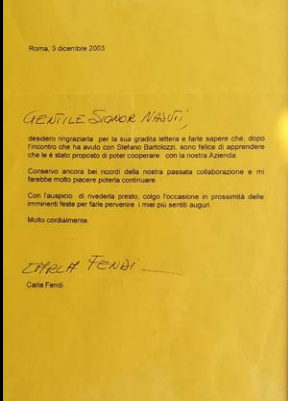 Roma, 3 dicembre 2003
GENTILE SIGNOR NASUTI,
desidero ringraziarla per la sua gradita lettera e farle sapere che, dopo
l'incontro che ha avuto con Stefano Bartolozzi, sono felice di apprendere
che le è stato proposto di poter cooperare con la nostra Azienda.
Conservo ancora bei ricordi della nostra passata collaborazione e mi
farebbe molto piacere poterla continuare.
Con l'auspicio di rivederla presto, colgo l'occasione in prossimità delle
imminenti feste per farle pervenire i miei più sentiti auguri.
Molto cordialmente.
CARLA FENDI
Carla Fendi